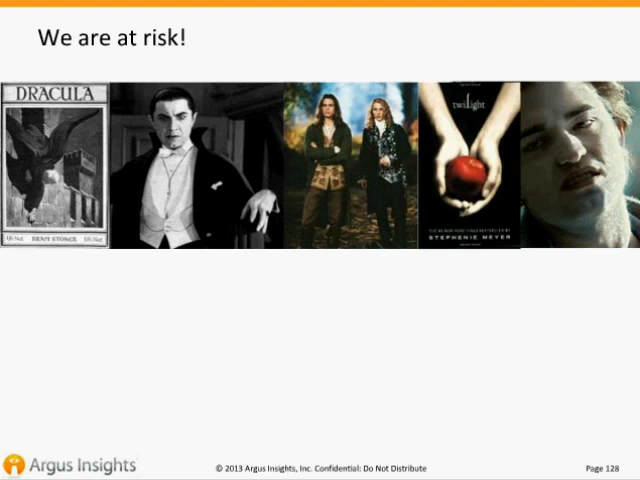 We are at risk!
DRACULA
BRAM STOKER
twilight
STEPHENIE MEYER
Argus Insights
© 2013 Argus Insights, Inc. Confidential: Do Not Distribute
Page 128